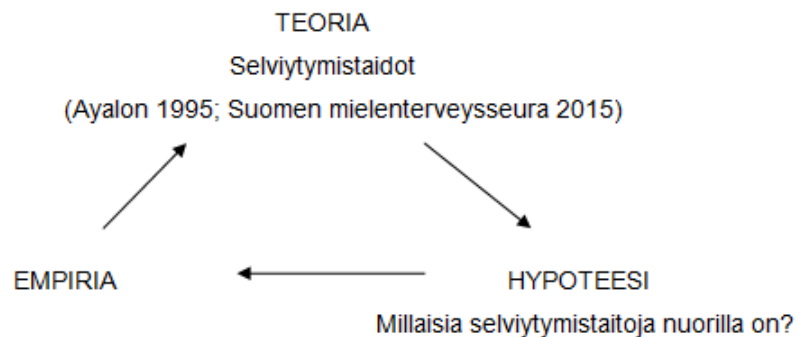 TEORIA
Selviytymistaidot
(Ayalon 1995; Suomen mielenterveysseura 2015)
EMPIRIA
HYPOTEESI
Millaisia selviytymistaitoja nuorilla on?